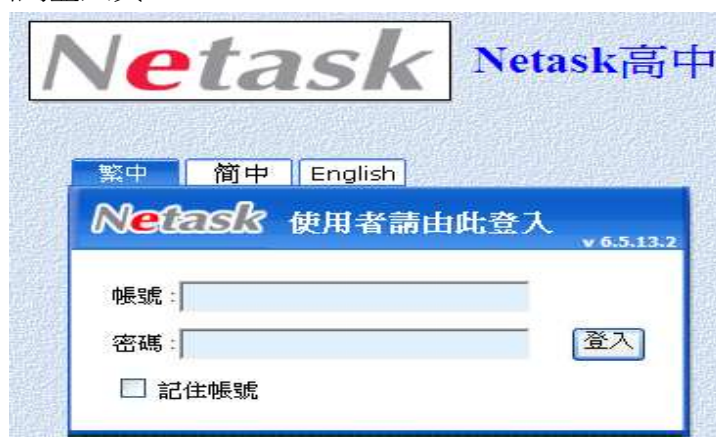 Netask Netask高中
繁中 简中 English
Netask 使用者請由此登入 v 6.5.13.2
帳號 :
密碼 : 登入
記住帳號